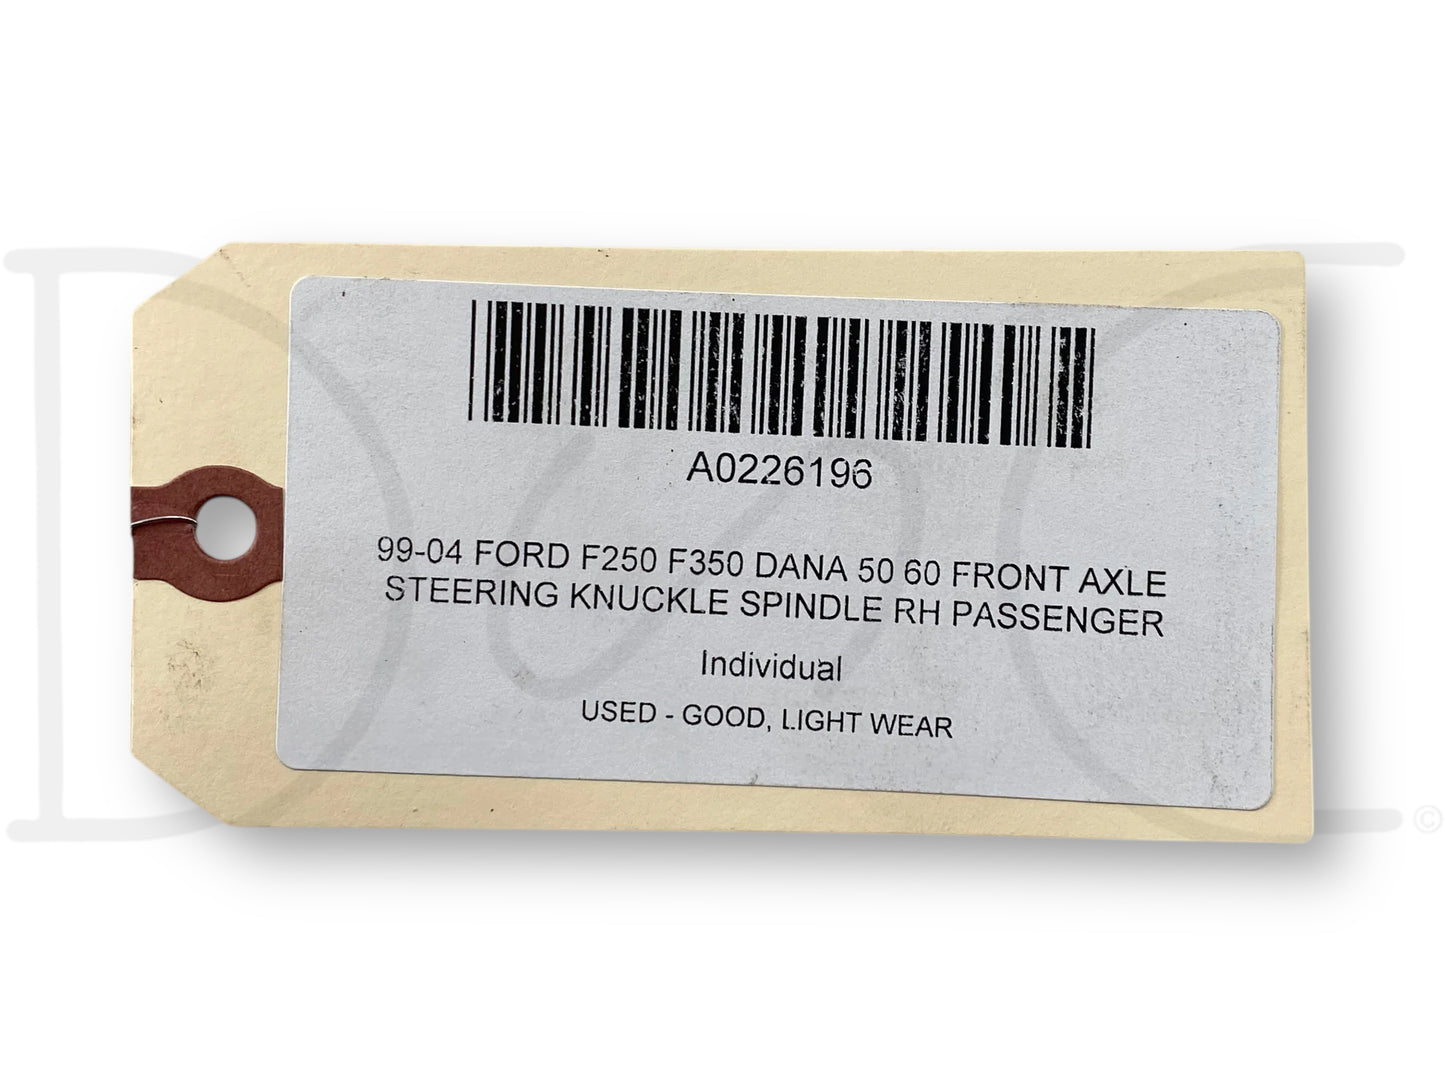 A0226196
99-04 FORD F250 F350 DANA 50 60 FRONT AXLE
STEERING KNUCKLE SPINDLE RH PASSENGER
Individual
USED - GOOD, LIGHT WEAR
©